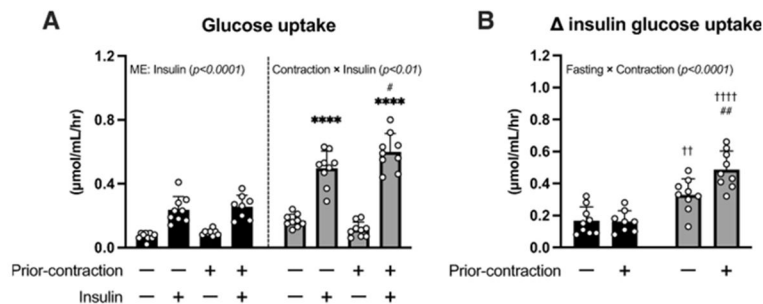 A
Glucose uptake
(µmol/mL/hr)
1.2
0.8
0.4
0.0
ME: Insulin (p<0.0001)
Contraction × Insulin (p<0.01)
****
#
****
Prior-contraction — — + + — — + +
Insulin — + — + — + — +
B
Δ insulin glucose uptake
(µmol/mL/hr)
1.2
1.0
0.8
0.6
0.4
0.2
0.0
Fasting × Contraction (p<0.0001)
††
††††
##
Prior-contraction — + — +